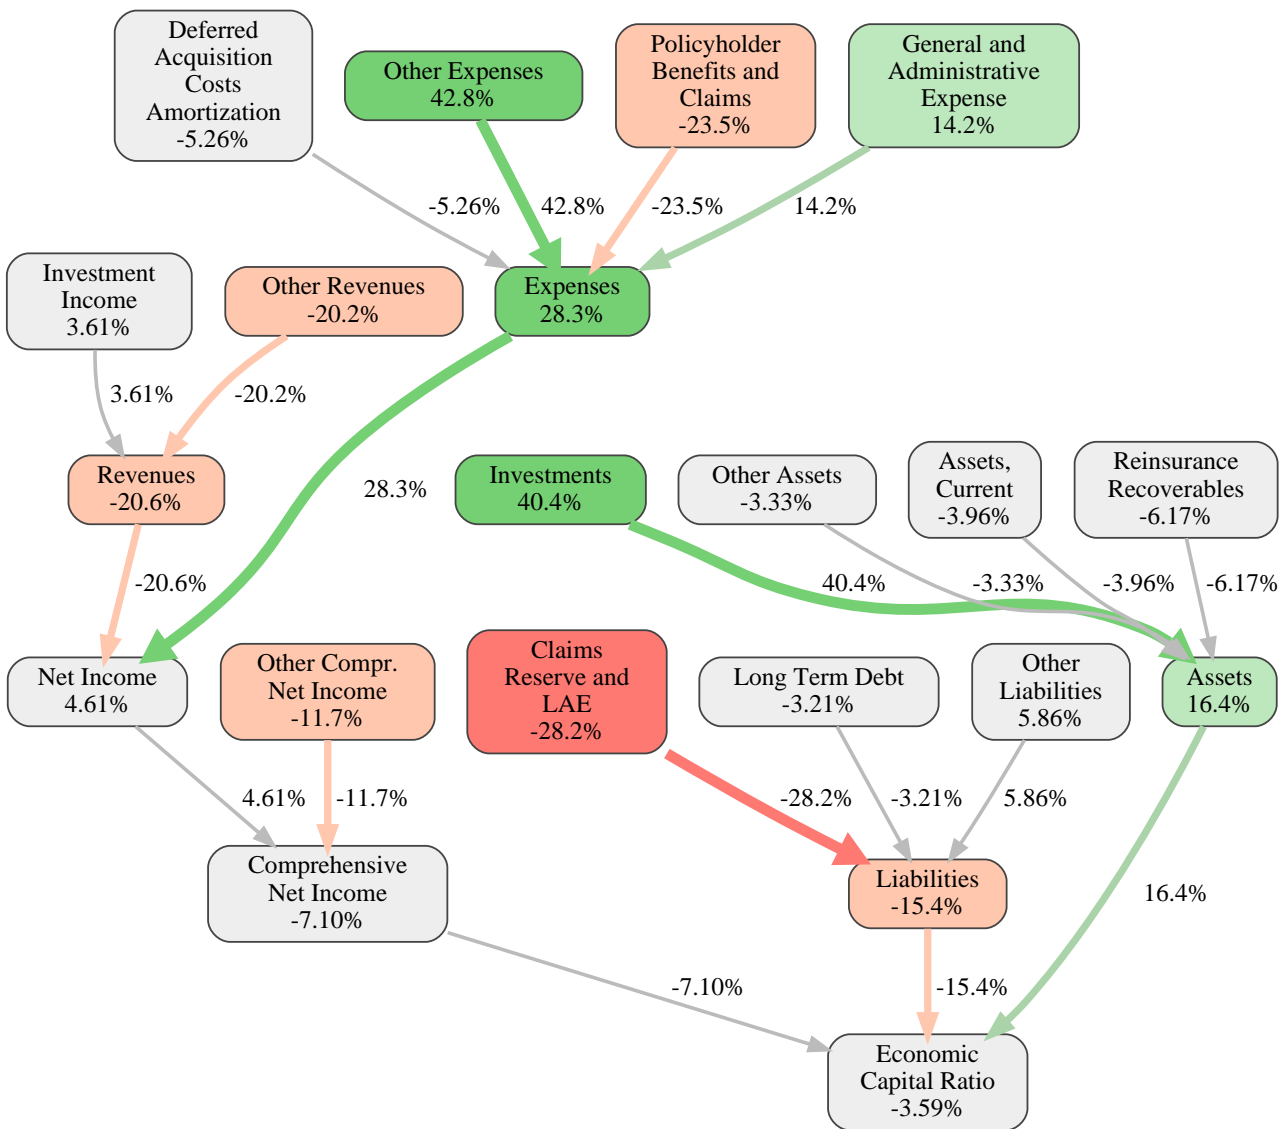 Deferred
Acquisition
Costs
Amortization
-5.26%
Other Expenses
42.8%
Policyholder
Benefits and
Claims
-23.5%
General and
Administrative
Expense
14.2%
-5.26%
42.8%
-23.5%
14.2%
Investment
Income
3.61%
Other Revenues
-20.2%
Expenses
28.3%
3.61%
-20.2%
28.3%
Revenues
-20.6%
Investments
40.4%
Other Assets
-3.33%
Assets,
Current
-3.96%
Reinsurance
Recoverables
-6.17%
-20.6%
40.4%
-3.33%
-3.96%
-6.17%
Net Income
4.61%
Other Compr.
Net Income
-11.7%
Claims
Reserve and
LAE
-28.2%
Long Term Debt
-3.21%
Other
Liabilities
5.86%
Assets
16.4%
4.61%
-11.7%
-28.2%
-3.21%
5.86%
16.4%
Comprehensive
Net Income
-7.10%
Liabilities
-15.4%
-7.10%
-15.4%
Economic
Capital Ratio
-3.59%